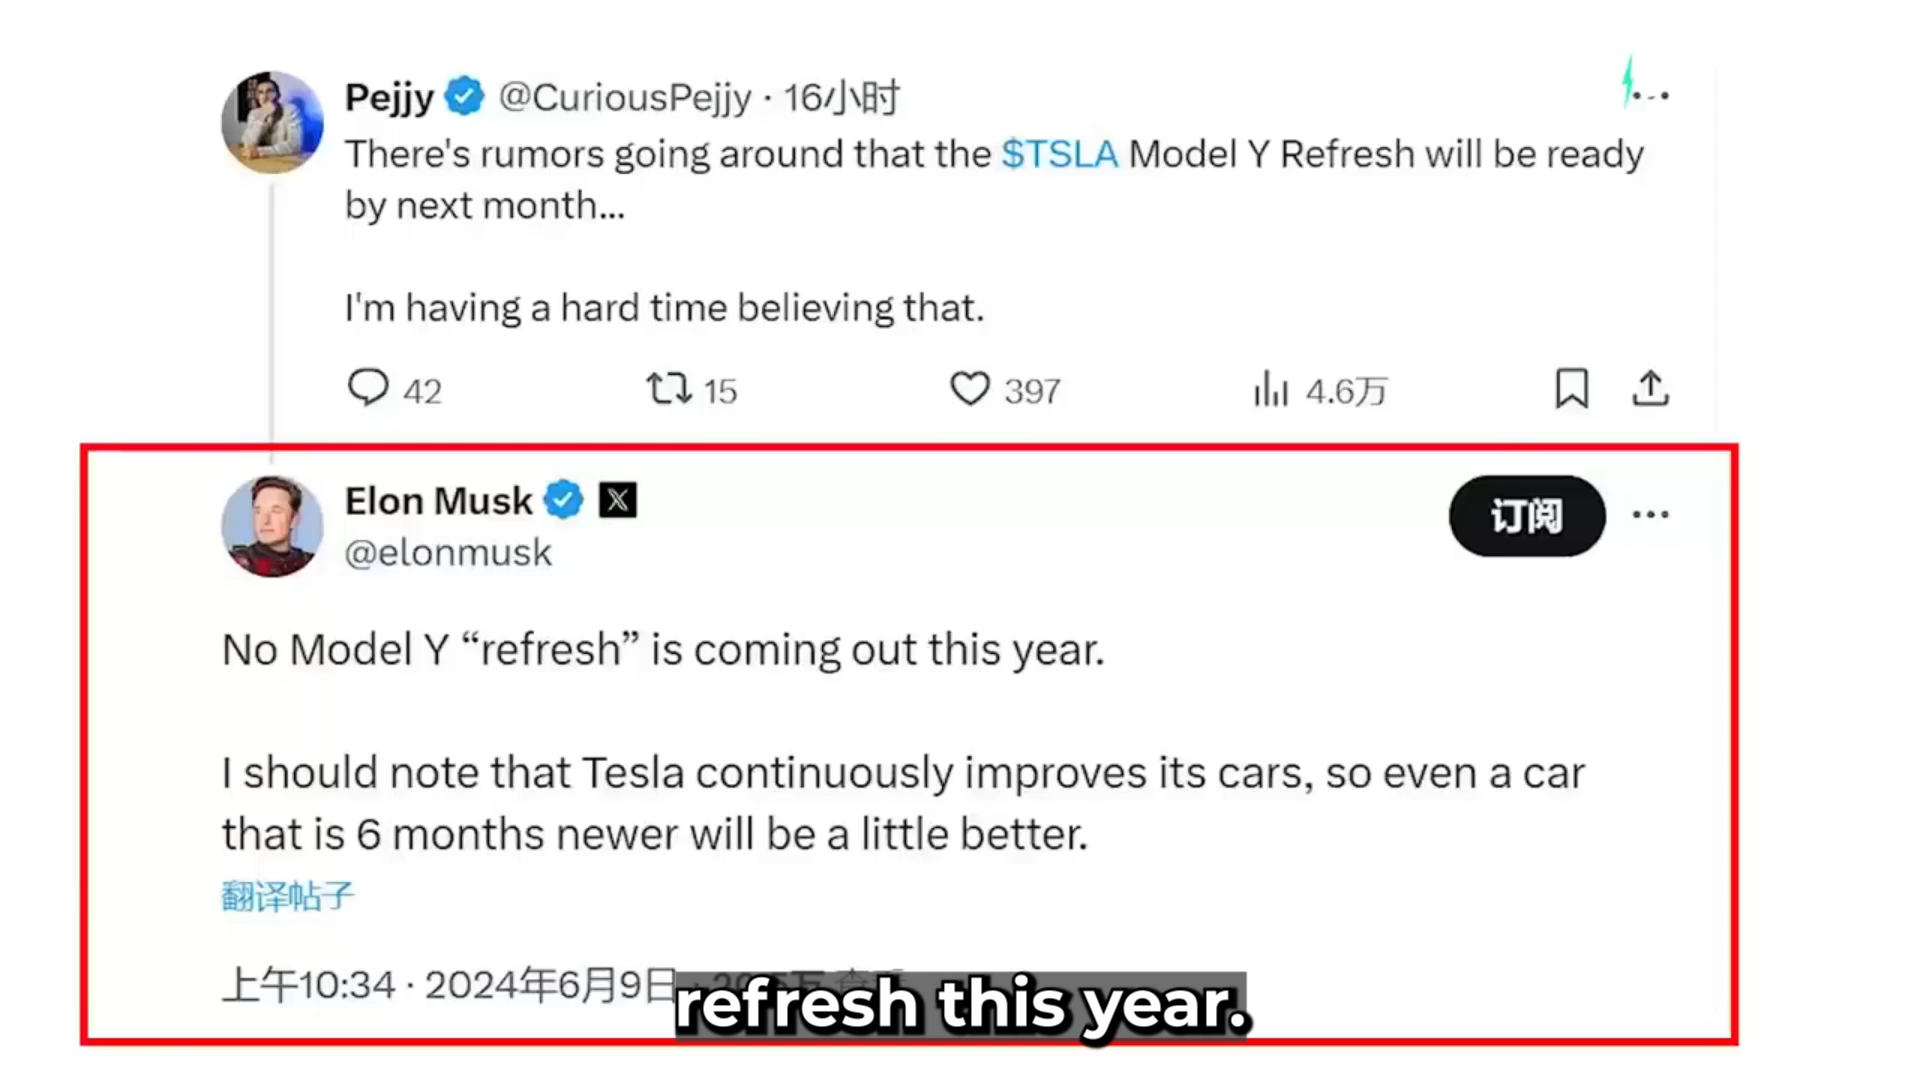 Pejjy @CuriousPejjy · 16小时
There's rumors going around that the $TSLA Model Y Refresh will be ready
by next month...
I'm having a hard time believing that.
42 15 397 4.6万
Elon Musk
@elonmusk
订阅
No Model Y “refresh” is coming out this year.
I should note that Tesla continuously improves its cars, so even a car
that is 6 months newer will be a little better.
翻译帖子
上午10:34 · 2024年6月9日
refresh this year.